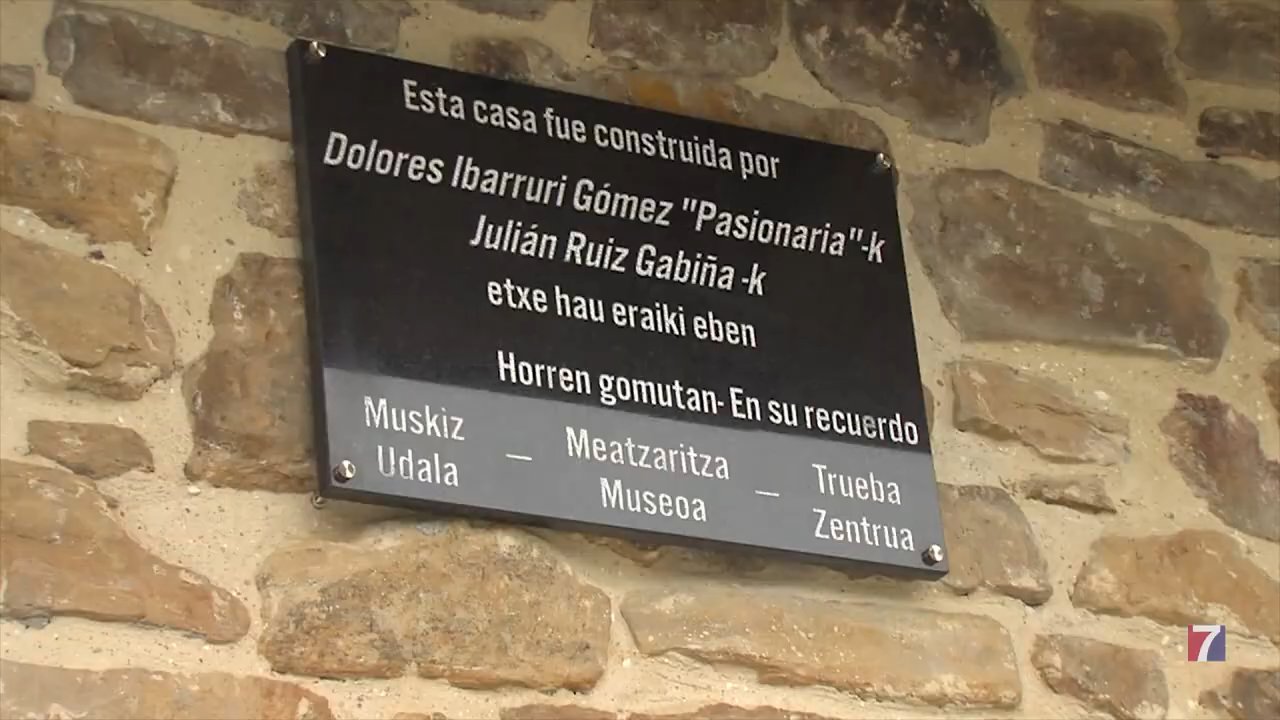 Esta casa fue construida por
Dolores Ibarruri Gómez "Pasionaria"-k
Julián Ruiz Gabiña -k
etxe hau eraiki eben
Horren gomutan- En su recuerdo
Muskiz Udala — Meatzaritza Museoa — Trueba Zentrua
7